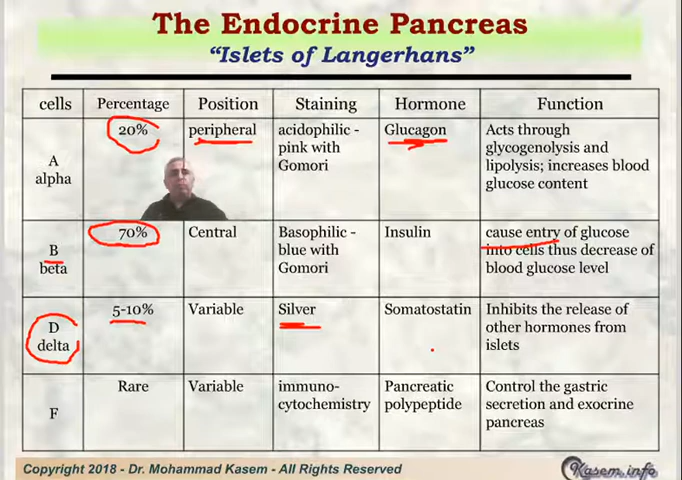 The Endocrine Pancreas
“Islets of Langerhans”
cells Percentage Position Staining Hormone Function
A alpha 20% peripheral acidophilic - pink with Gomori Glucagon Acts through glycogenolysis and lipolysis; increases blood glucose content
B beta 70% Central Basophilic - blue with Gomori Insulin cause entry of glucose into cells thus decrease of blood glucose level
D delta 5-10% Variable Silver Somatostatin Inhibits the release of other hormones from islets
F Rare Variable immuno-cytochemistry Pancreatic polypeptide Control the gastric secretion and exocrine pancreas
Copyright 2018 - Dr. Mohammad Kasem - All Rights Reserved
Kasem.info